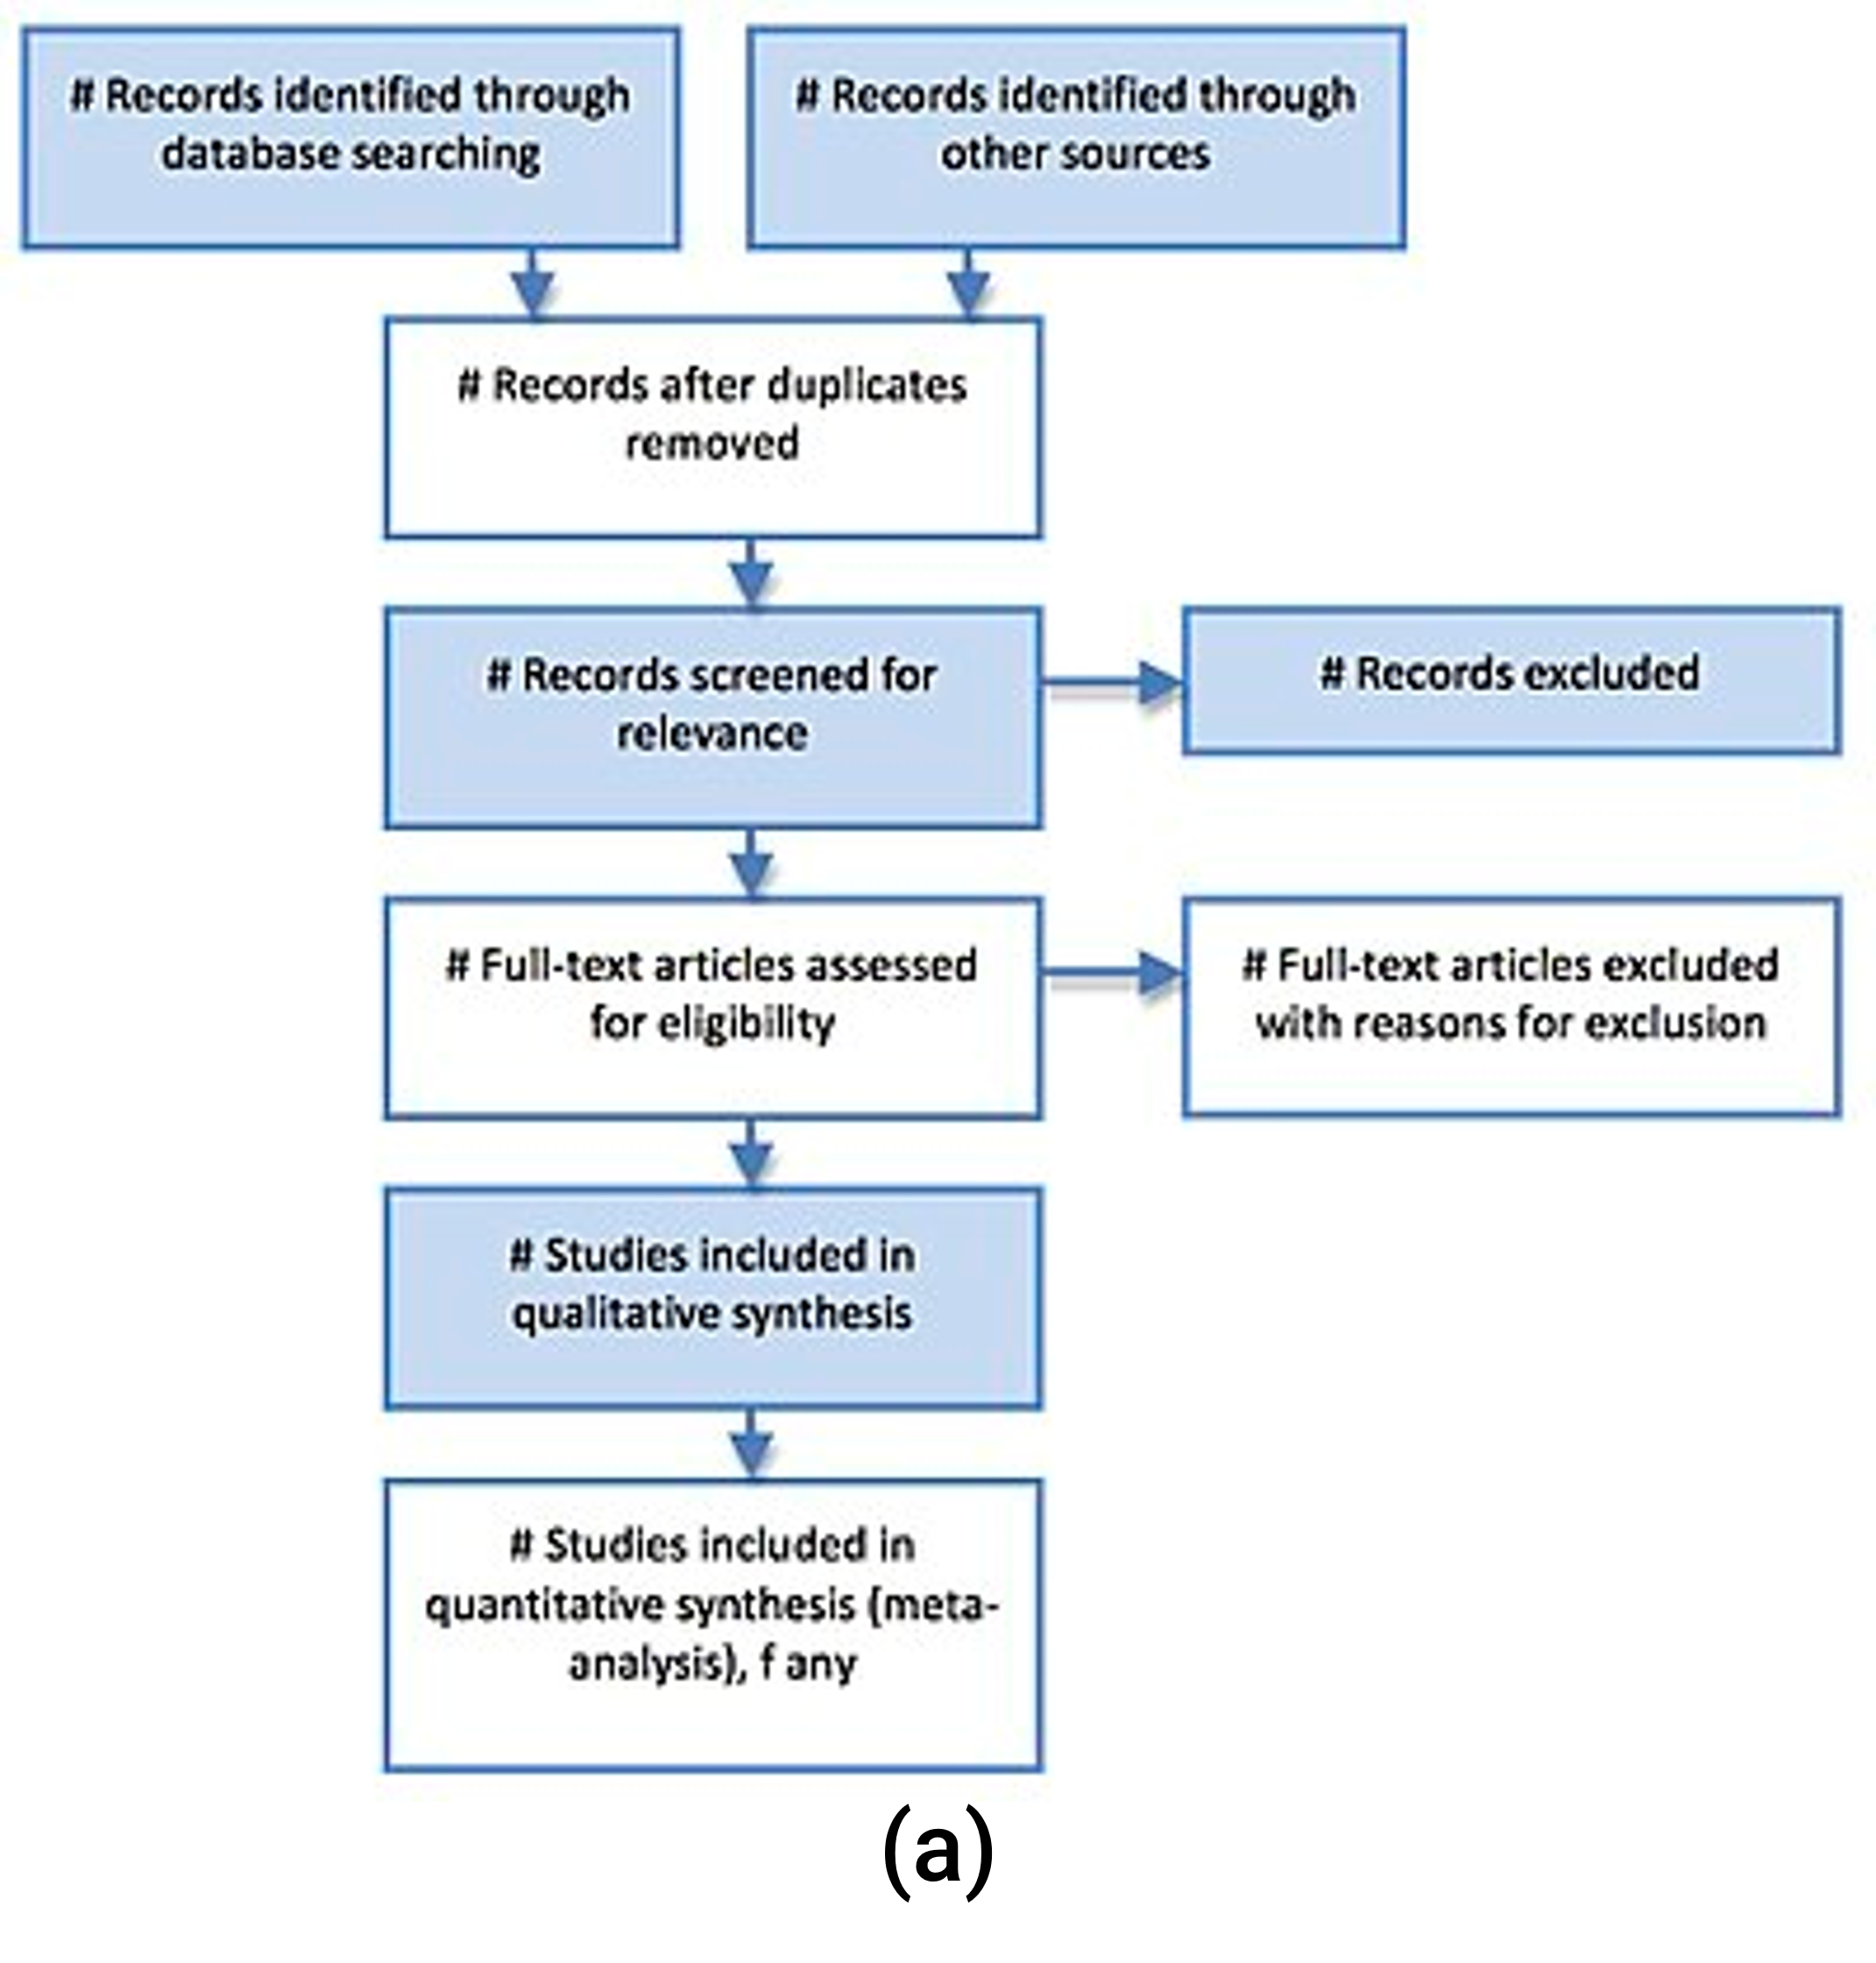 # Records identified through
database searching
# Records identified through
other sources
# Records after duplicates
removed
# Records screened for
relevance
# Records excluded
# Full-text articles assessed
for eligibility
# Full-text articles excluded
with reasons for exclusion
# Studies included in
qualitative synthesis
# Studies included in
quantitative synthesis (meta-
analysis), f any
(a)